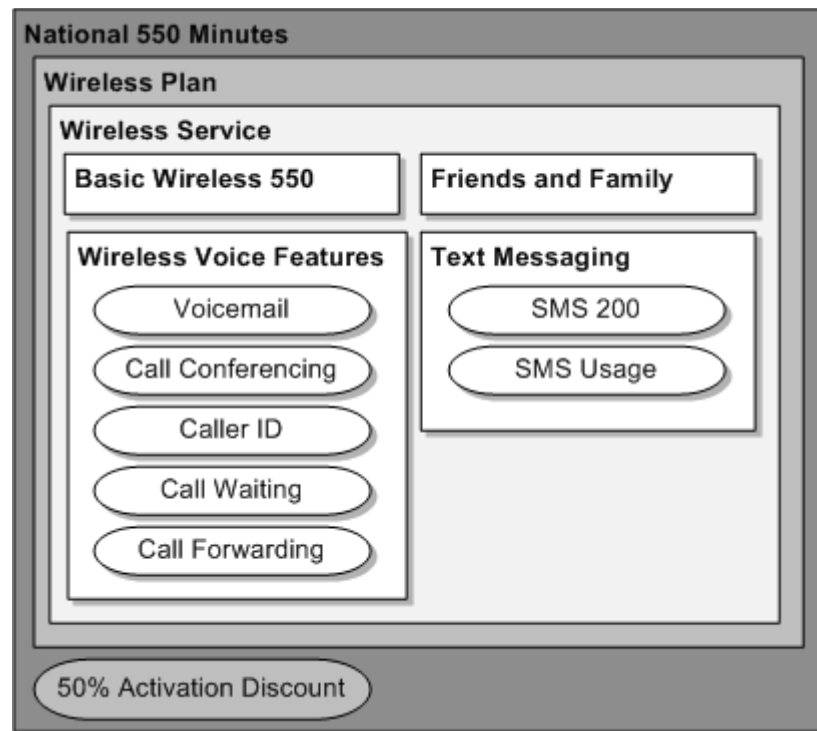 National 550 Minutes
Wireless Plan
Wireless Service
Basic Wireless 550
Friends and Family
Wireless Voice Features
Voicemail
Call Conferencing
Caller ID
Call Waiting
Call Forwarding
Text Messaging
SMS 200
SMS Usage
50% Activation Discount